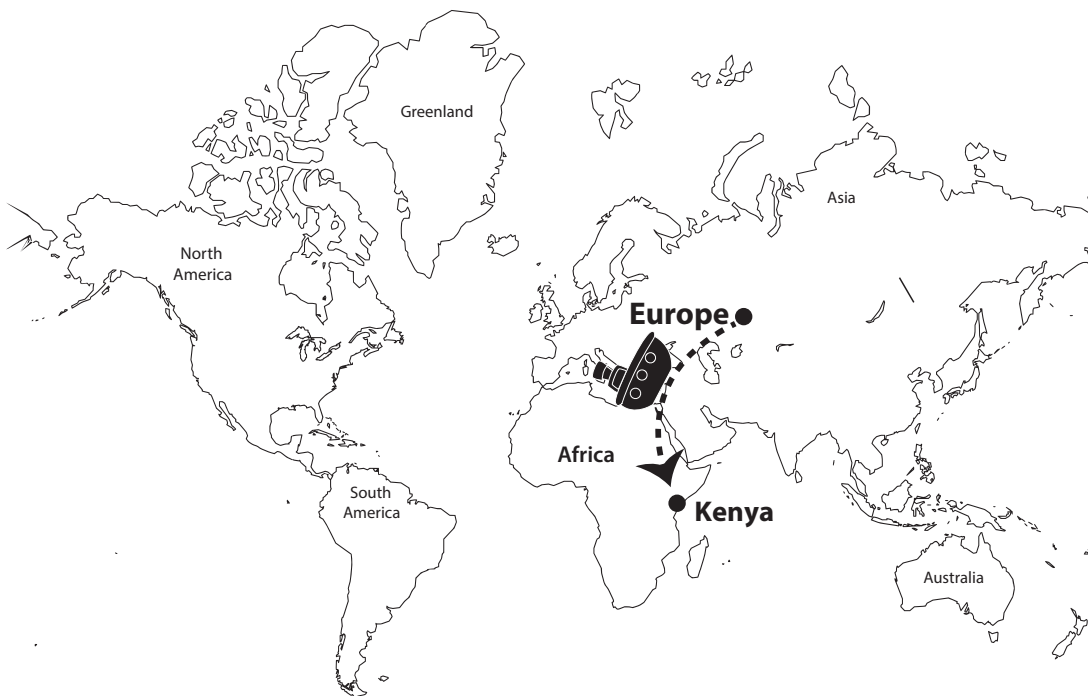 Greenland
Asia
North
America
Europe
Africa
South
America
Kenya
Australia